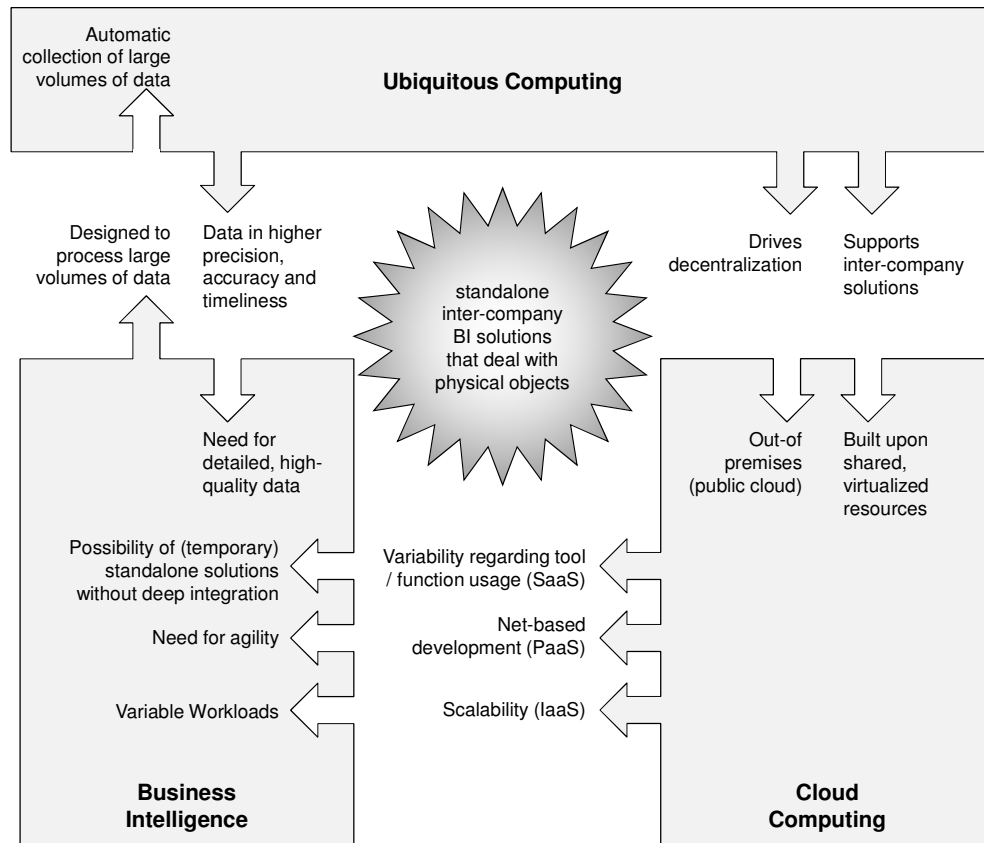 Automatic
collection of large
volumes of data
Ubiquitous Computing
Designed to
process large
volumes of data
Data in higher
precision,
accuracy and
timeliness
Drives
decentralization
Supports
inter-company
solutions
standalone
inter-company
BI solutions
that deal with
physical objects
Need for
detailed, high-
quality data
Out-of
premises
(public cloud)
Built upon
shared,
virtualized
resources
Possibility of (temporary)
standalone solutions
without deep integration
Variability regarding tool
/ function usage (SaaS)
Need for agility
Net-based
development (PaaS)
Variable Workloads
Scalability (IaaS)
Business
Intelligence
Cloud
Computing